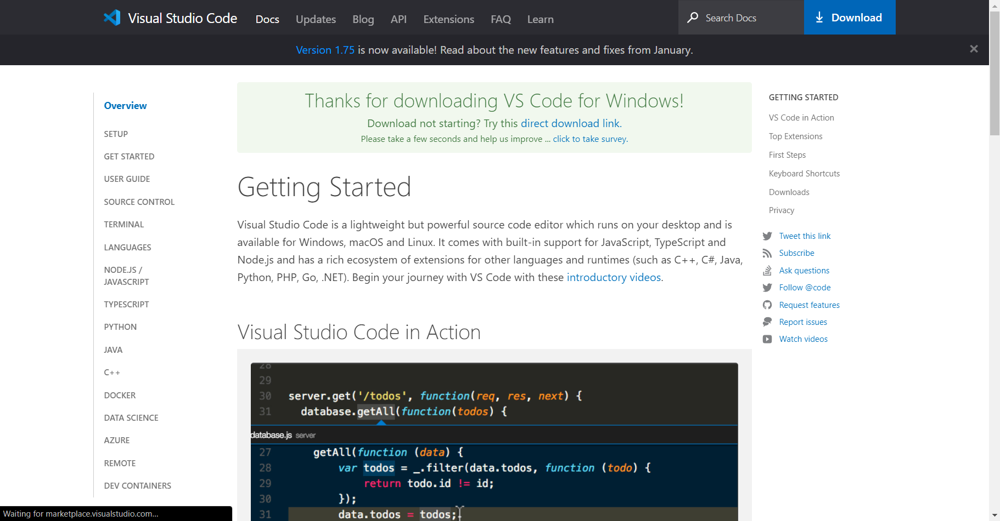 Visual Studio Code Docs Updates Blog API Extensions FAQ Learn Search Docs Download
Version 1.75 is now available! Read about the new features and fixes from January.
Overview
SETUP
GET STARTED
USER GUIDE
SOURCE CONTROL
TERMINAL
LANGUAGES
NODE.JS /
JAVASCRIPT
TYPESCRIPT
PYTHON
JAVA
C++
DOCKER
DATA SCIENCE
AZURE
REMOTE
DEV CONTAINERS
Thanks for downloading VS Code for Windows!
Download not starting? Try this direct download link.
Please take a few seconds and help us improve ... click to take survey.
Getting Started
Visual Studio Code is a lightweight but powerful source code editor which runs on your desktop and is
available for Windows, macOS and Linux. It comes with built-in support for JavaScript, TypeScript and
Node.js and has a rich ecosystem of extensions for other languages and runtimes (such as C++, C#, Java,
Python, PHP, Go, .NET). Begin your journey with VS Code with these introductory videos.
Visual Studio Code in Action
28
29
30 server.get('/todos', function(req, res, next) {
31 database.getAll(function(todos) {
database.js server
27 getAll(function (data) {
28 var todos = _.filter(data.todos, function (todo) {
29 return todo.id != id;
30 });
31 data.todos = todos;
GETTING STARTED
VS Code in Action
Top Extensions
First Steps
Keyboard Shortcuts
Downloads
Privacy
Tweet this link
Subscribe
Ask questions
Follow @code
Request features
Report issues
Watch videos
Waiting for marketplace.visualstudio.com...